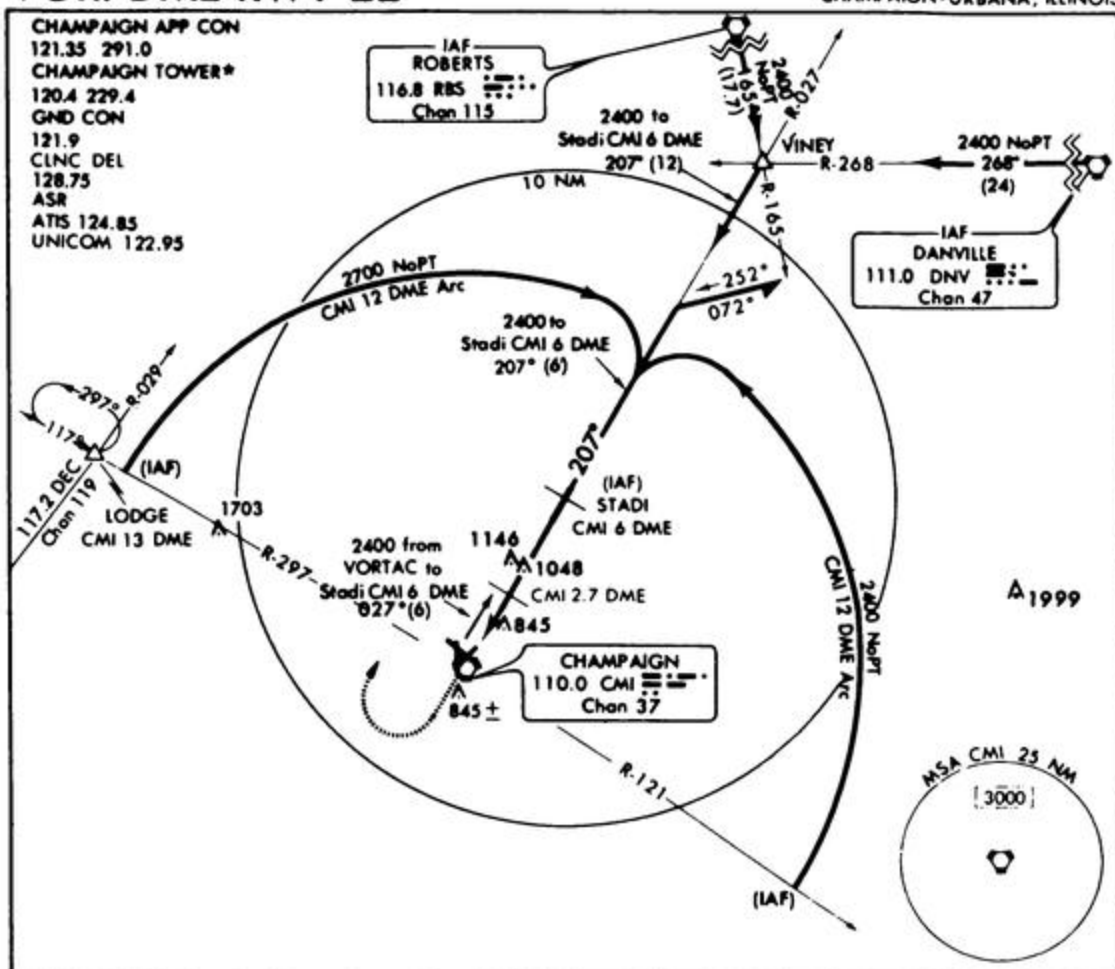 CHAMPAIGN-URBANA, ILLINOIS
CHAMPAIGN APP CON
121.35 291.0
CHAMPAIGN TOWER*
120.4 229.4
GND CON
121.9
CLNC DEL
128.75
ASR
ATIS 124.85
UNICOM 122.95
IAF
ROBERTS
116.8 RBS
Chan 115
2400
NoPT
165°
(17.7)
R-027
2400 to
Stadi CMI 6 DME
207° (12)
VINEY
R-268
2400 NoPT
268°
(24)
R-165
10 NM
IAF
DANVILLE
111.0 DNV
Chan 47
2700 NoPT
CMI 12 DME Arc
252°
072°
2400 to
Stadi CMI 6 DME
207° (6)
R-029
297°
117°
(IAF)
117.2 DEC
Chan 119
LODGE
CMI 13 DME
1703
R-297
207°
(IAF)
STADI
CMI 6 DME
1146
1048
2400 from
VORTAC to
Stadi CMI 6 DME
027° (6)
CMI 2.7 DME
845
2400 NoPT
CMI 12 DME Arc
1999
CHAMPAIGN
110.0 CMI
Chan 37
845 ±
R-121
(IAF)
MSA CMI 25 NM
3000